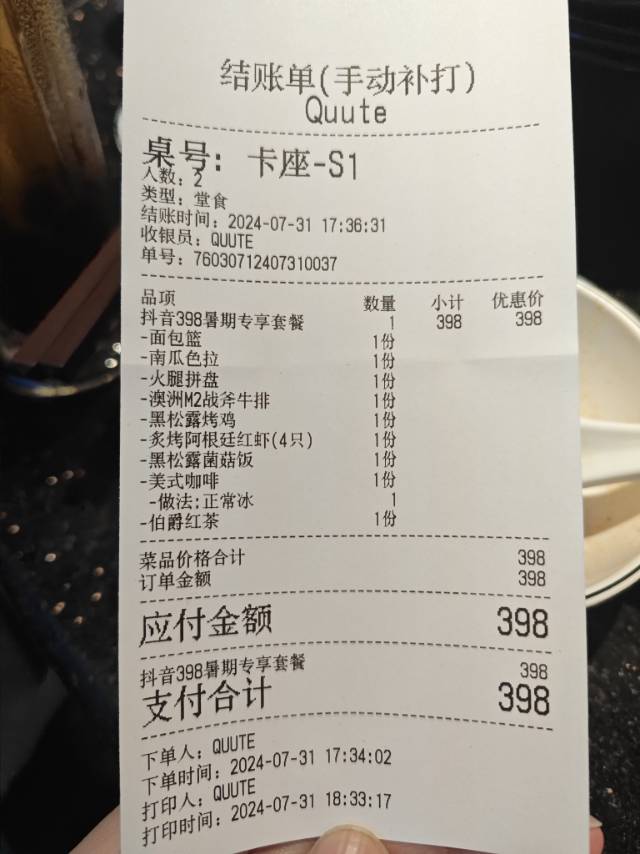 结账单(手动补打)
Quute
桌号: 卡座-S1
人数: 2
类型: 堂食
结账时间: 2024-07-31 17:36:31
收银员: QUUTE
单号: 76030712407310037
品项 数量 小计 优惠价
抖音398暑期专享套餐 1 398 398
-面包篮 1份
-南瓜色拉 1份
-火腿拼盘 1份
-澳洲M2战斧牛排 1份
-黑松露烤鸡 1份
-炙烤阿根廷红虾(4只) 1份
-黑松露菌菇饭 1份
-美式咖啡 1份
-做法:正常冰 1
-伯爵红茶 1份
菜品价格合计 398
订单金额 398
应付金额 398
抖音398暑期专享套餐 398
支付合计 398
下单人: QUUTE
下单时间: 2024-07-31 17:34:02
打印人: QUUTE
打印时间: 2024-07-31 18:33:17